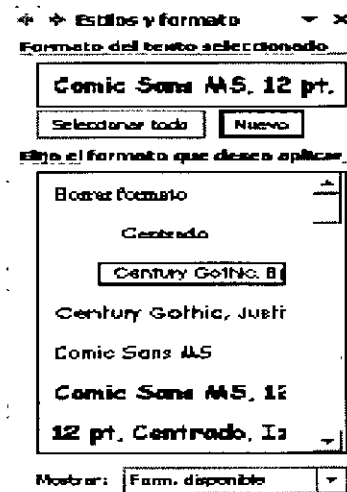 Estilos y formato
Formato del texto seleccionado
Comic Sans MS, 12 pt,
Seleccionar todo
Nuevo
Elija el formato que desea aplicar
Borrar formato
Centrado
Century Gothic, 8
Century Gothic, Justi
Comic Sans MS
Comic Sans MS, 12
12 pt, Centrado, Iz
Mostrar: Form. disponible